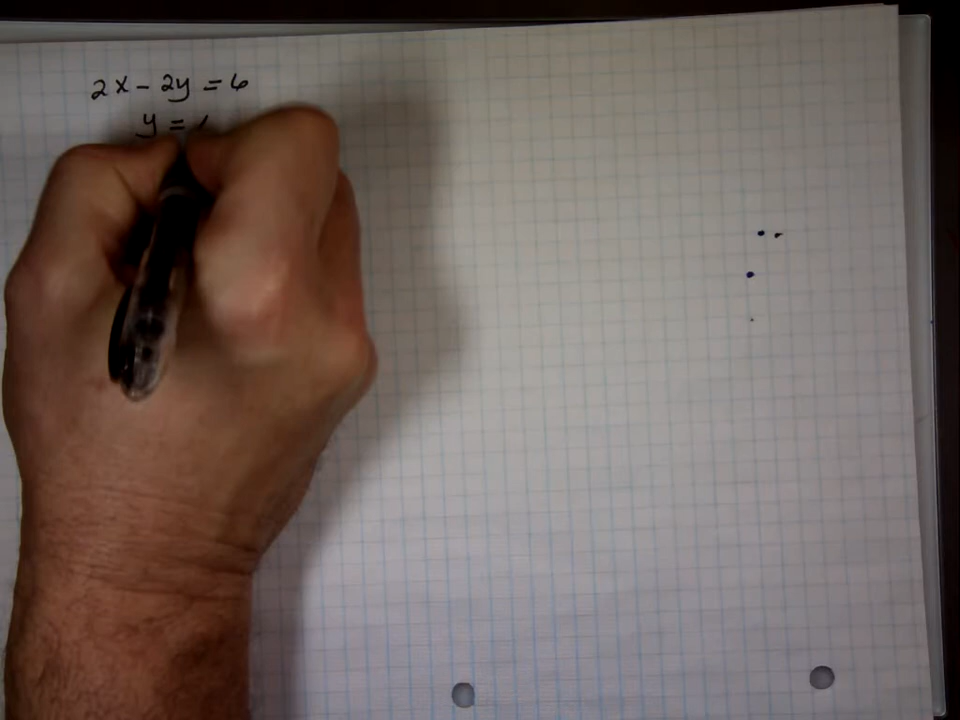 2x - 2y = 6
y =